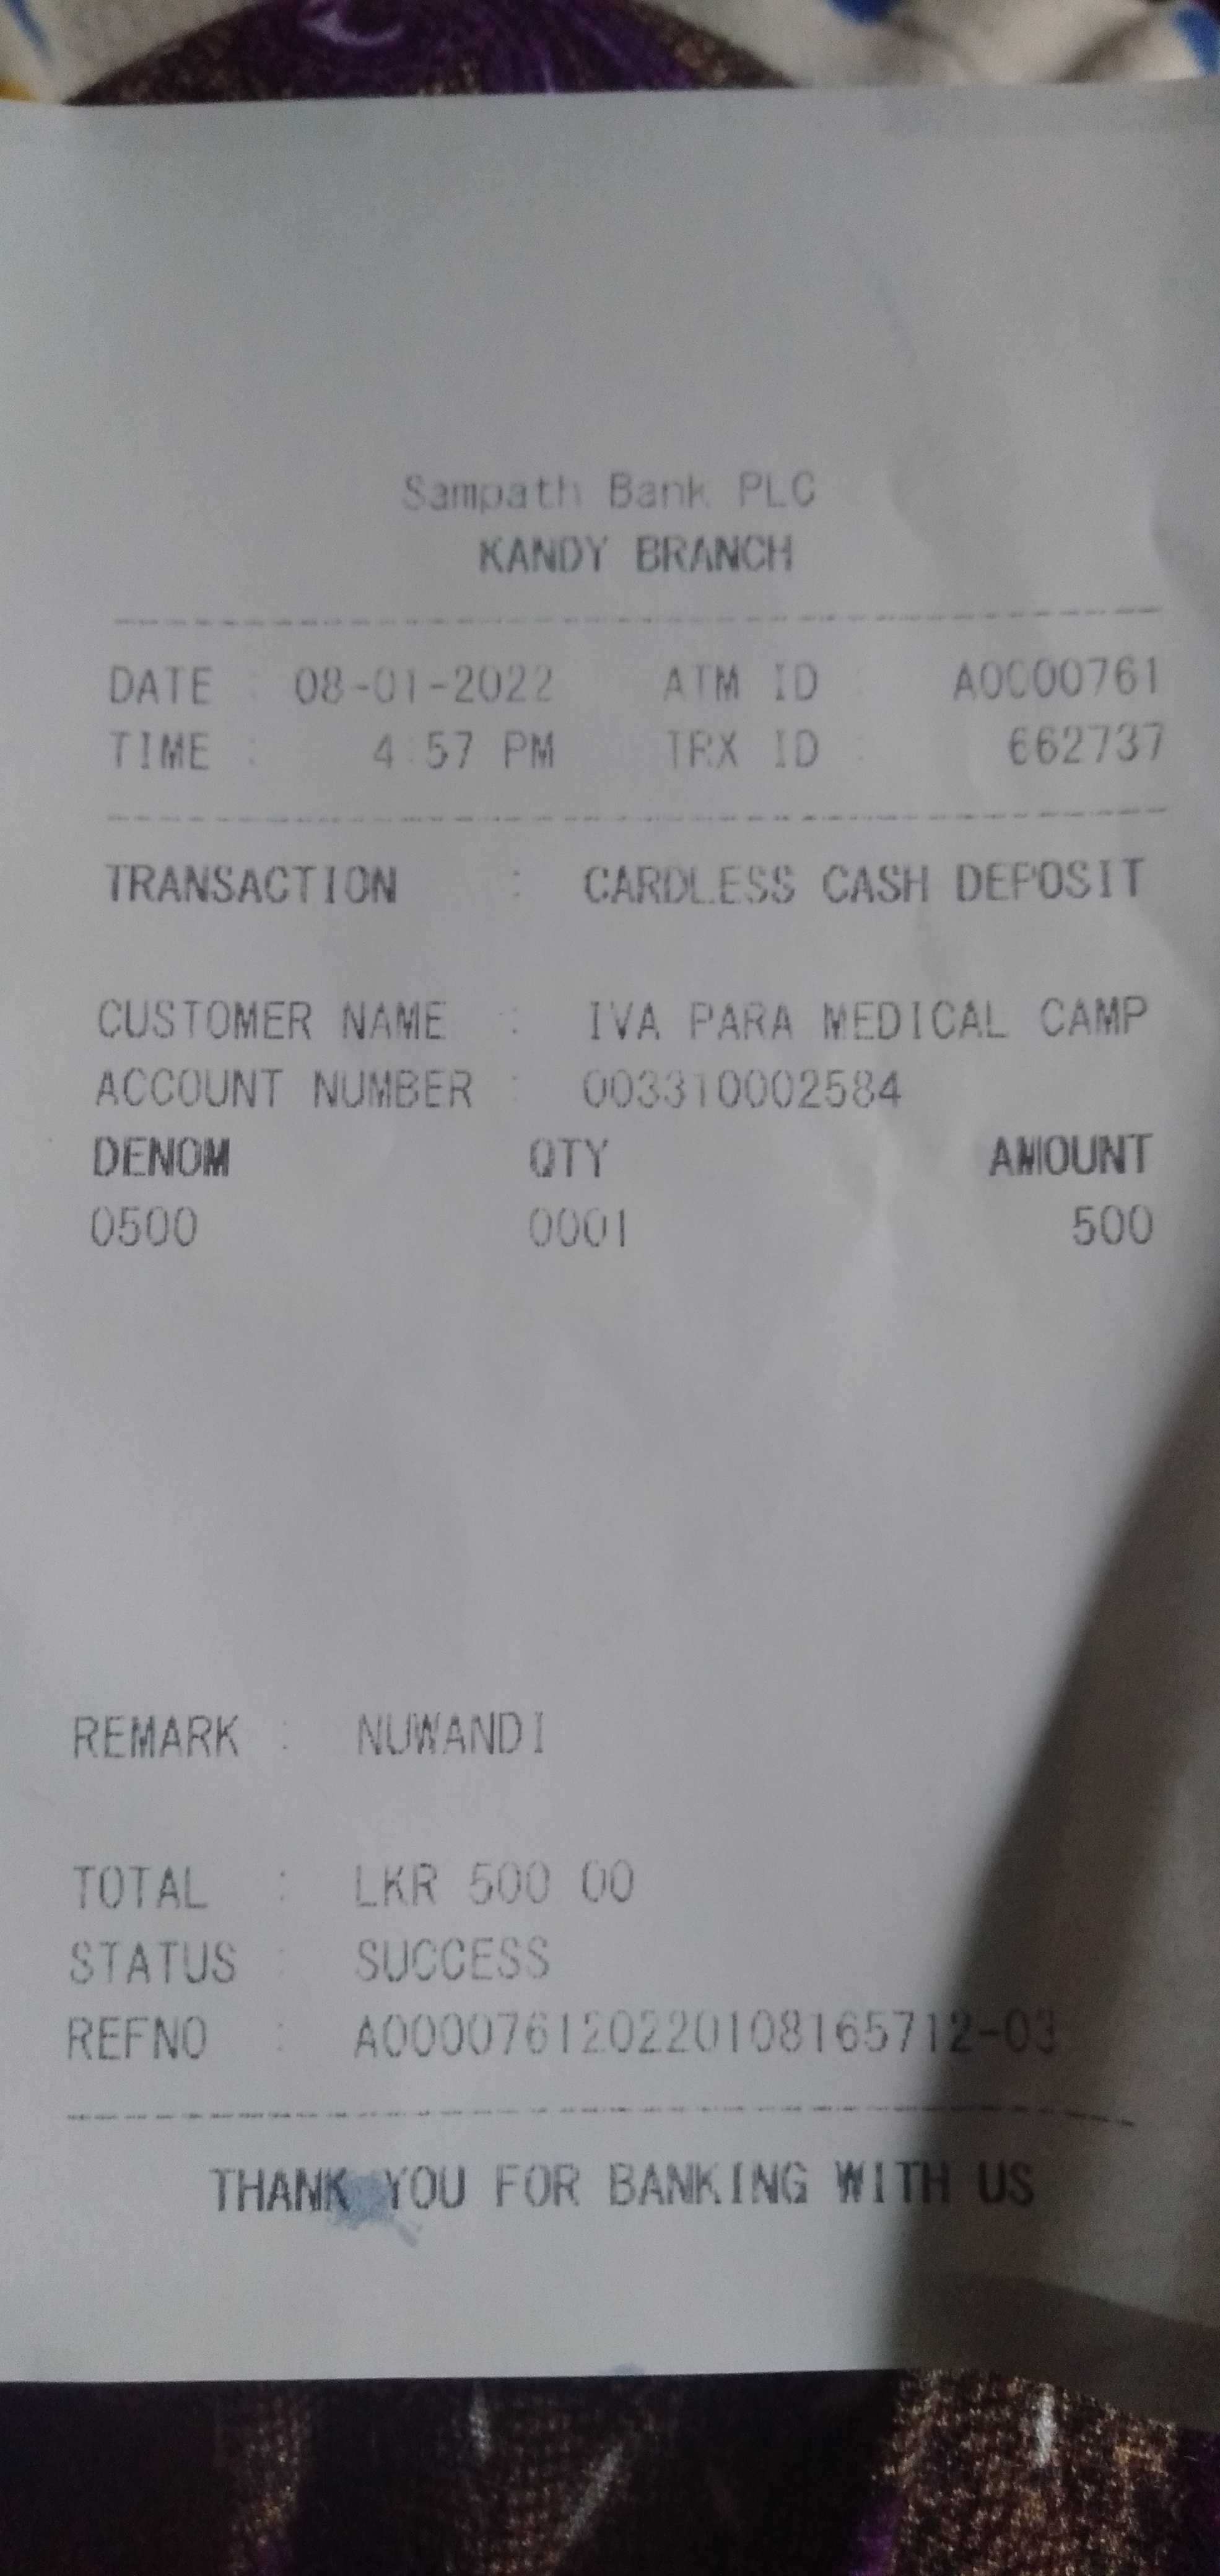 Sampath Bank PLC
KANDY BRANCH
DATE : 08-01-2022 ATM ID : A0000761
TIME : 4:57 PM TRX ID : 662737
TRANSACTION : CARDLESS CASH DEPOSIT
CUSTOMER NAME : IVA PARA MEDICAL CAMP
ACCOUNT NUMBER : 003310002584
DENOM QTY AMOUNT
0500 0001 500
REMARK : NUWANDI
TOTAL : LKR 500 00
STATUS : SUCCESS
REFNO : A000076120220108165712-03
THANK YOU FOR BANKING WITH US